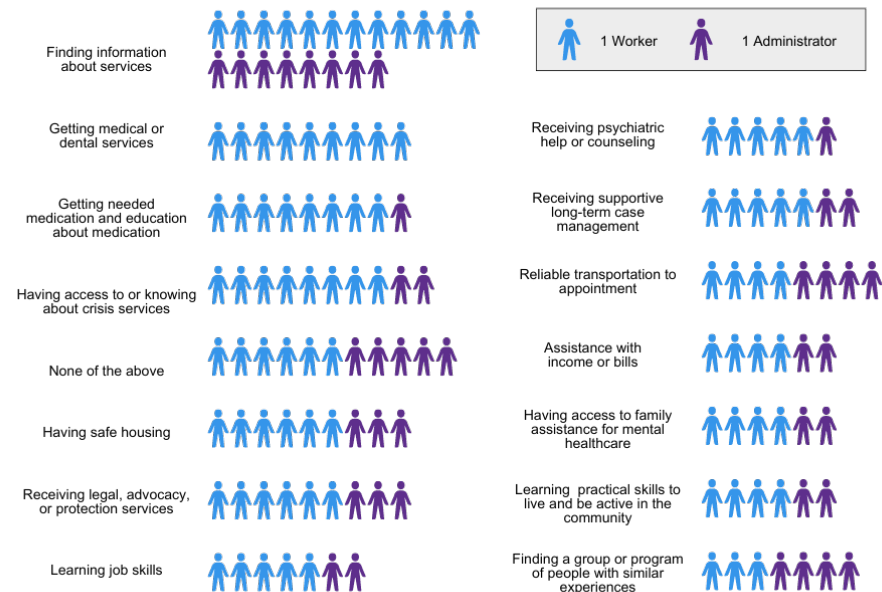 Finding information
about services
Getting medical or
dental services
Getting needed
medication and education
about medication
Having access to or knowing
about crisis services
None of the above
Having safe housing
Receiving legal, advocacy,
or protection services
Learning job skills
1 Worker
1 Administrator
Receiving psychiatric
help or counseling
Receiving supportive
long-term case
management
Reliable transportation to
appointment
Assistance with
income or bills
Having access to family
assistance for mental
healthcare
Learning practical skills to
live and be active in the
community
Finding a group or program
of people with similar
experiences